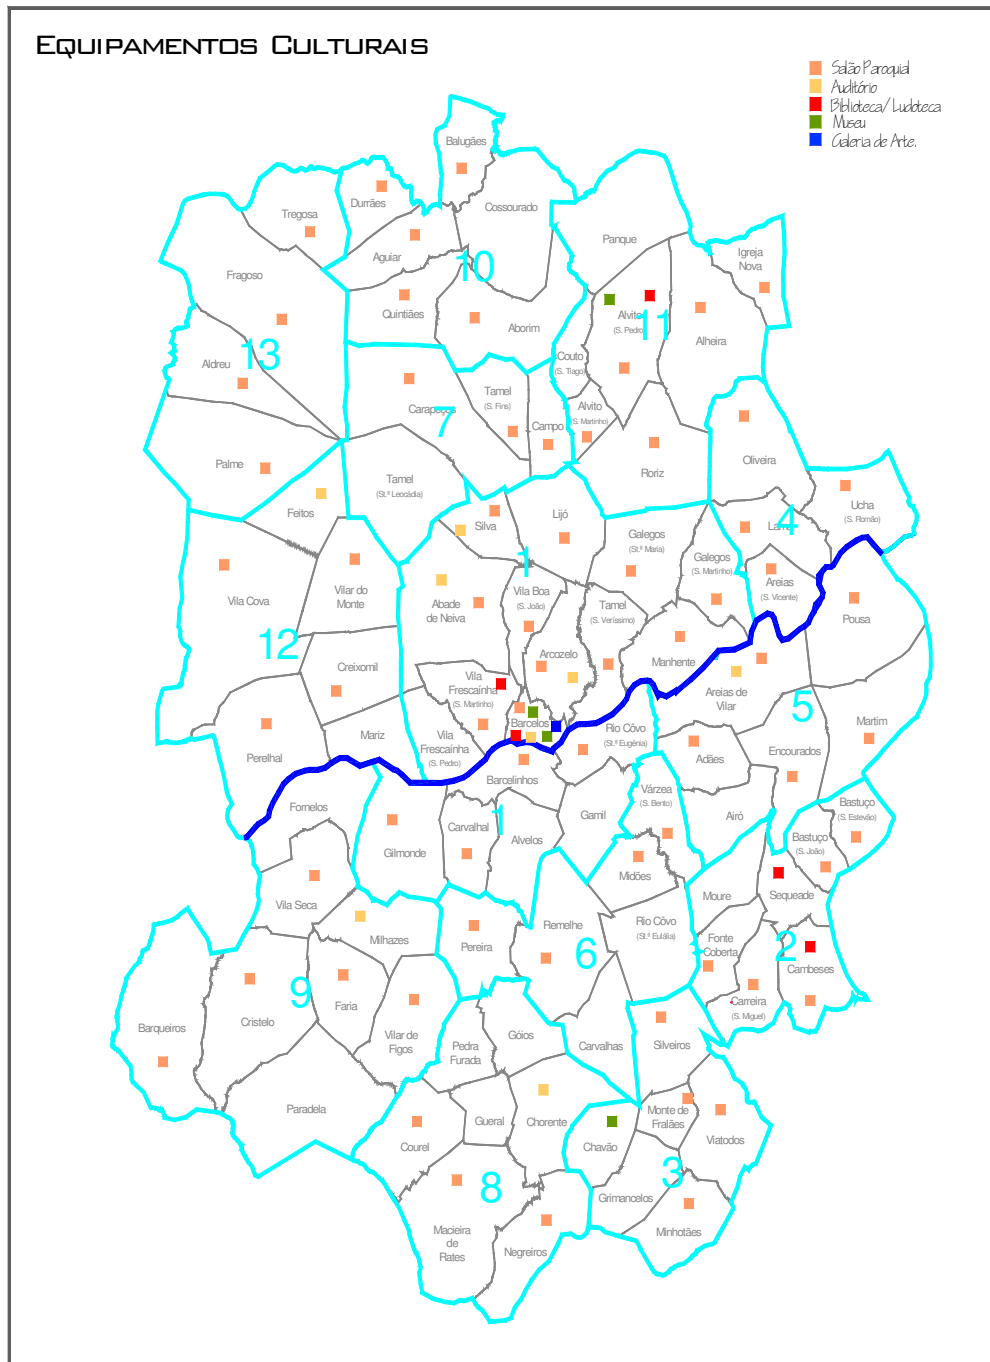 EQUIPAMENTOS CULTURAIS
Salão Paroquial
Auditório
Biblioteca/ Ludoteca
Museu
Galeria de Arte.
Balugães
Durrães
Cossourado
Tregosa
Panque
Igreja
Nova
Aguiar
10
Fragoso
Quintiães
Aborim
Alvito
(S. Pedro)
11
Alheira
13
Aldreu
Couto
(S. Tiago)
Tamel
(S. Fins)
Carapeços
7
Campo
Alvito
(S. Martinho)
Palme
Tamel
(St.ª Leocádia)
Roriz
Oliveira
Feitos
Silva
Lijó
Ucha
(S. Romão)
Lama
4
Galegos
(St.ª Maria)
Galegos
(S. Martinho)
1
Areias
(S. Vicente)
Vila Cova
Vilar do
Monte
Abade
de Neiva
Vila Boa
(S. João)
Tamel
(S. Veríssimo)
Pousa
12
Arcozelo
Manhente
Creixomil
Vila
Frescaínha
(S. Martinho)
Areias de
Vilar
5
Mariz
Barcelos
Rio Côvo
(St.ª Eugénia)
Martim
Perelhal
Vila
Frescaínha
(S. Pedro)
Adães
Encourados
Barcelinhos
Várzea
(S. Bento)
Bastuço
(S. Estevão)
Fornelos
Gamil
Airó
1
Carvalhal
Alvelos
Bastuço
(S. João)
Gilmonde
Midões
Vila Seca
Moure
Sequeade
Milhazes
Pereira
Remelhe
Rio Côvo
(St.ª Eulália)
6
Fonte
Coberta
2
Cambeses
9
Faria
Cristelo
Carreira
(S. Miguel)
Barqueiros
Vilar de
Figos
Góios
Pedra
Furada
Carvalhas
Silveiros
Paradela
Gueral
Chorente
Monte de
Fralães
Viatodos
Courel
Chavão
3
8
Grimancelos
Minhotães
Macieira
de
Rates
Negreiros